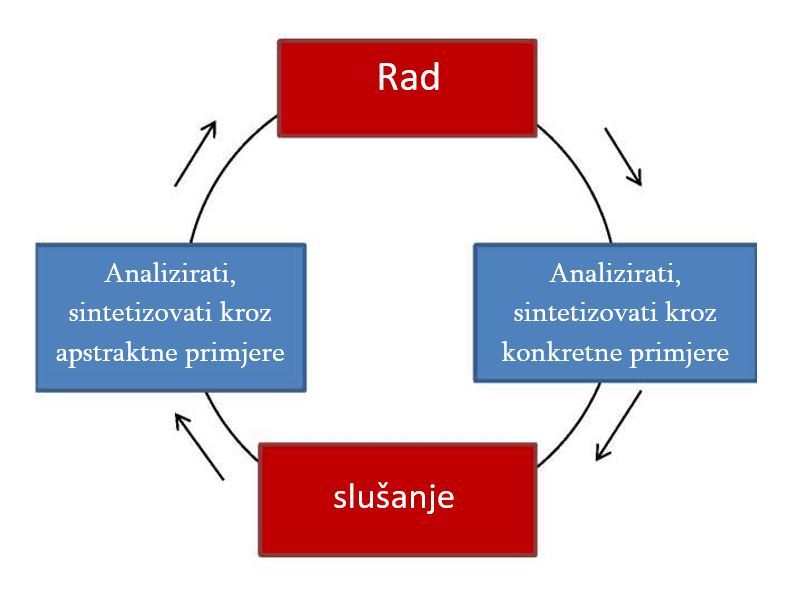 Rad
Analizirati,
sintetizovati kroz
apstraktne primjere
Analizirati,
sintetizovati kroz
konkretne primjere
slušanje